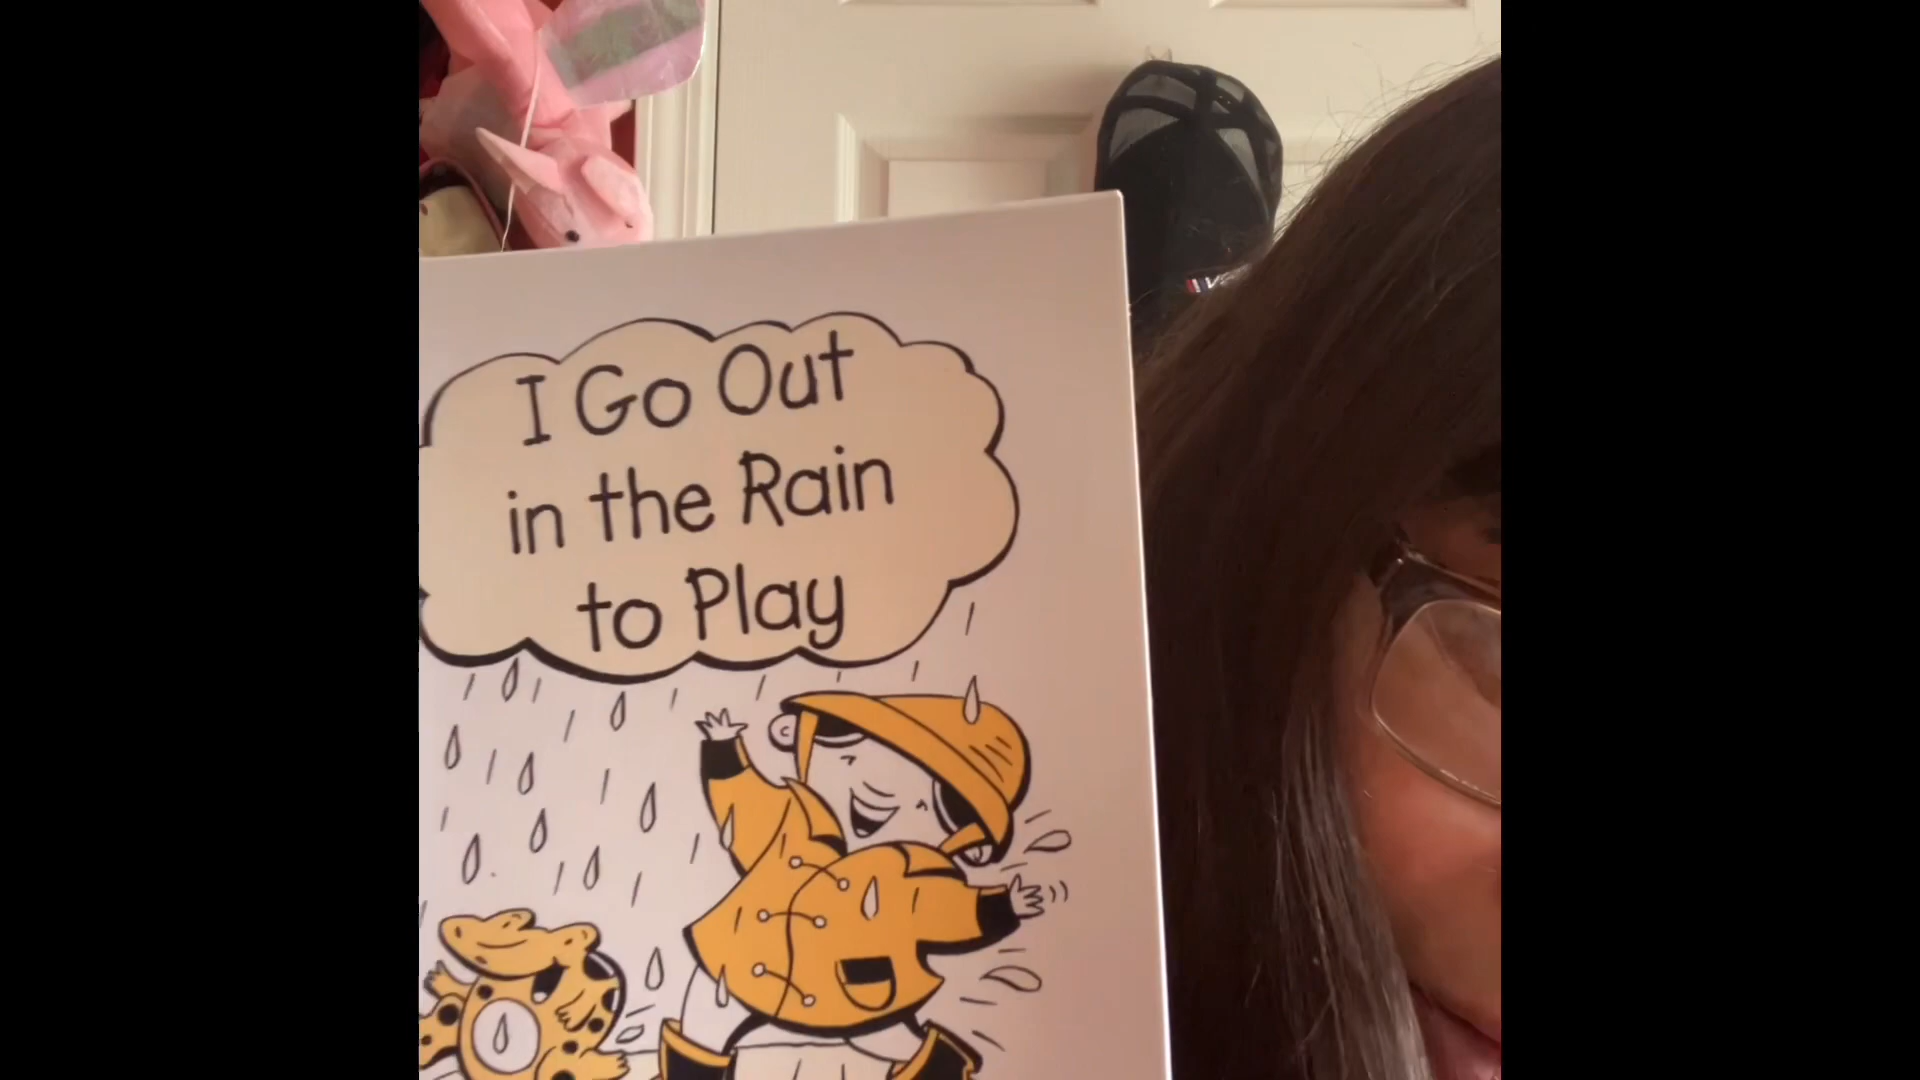 I Go Out
in the Rain
to Play